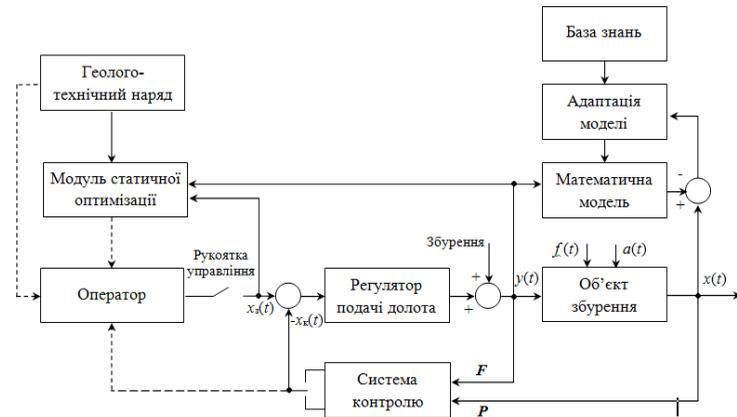 База знань
Геолого-
технічний наряд
Адаптація
моделі
Модуль статичної
оптимізації
Математична
модель
-
+
Збурення
f(t)
a(t)
Рукоятка
управління
Оператор
xз(t)
-xк(t)
Регулятор
подачі долота
+
+
y(t)
Об’єкт
збурення
x(t)
Система
контролю
F
P